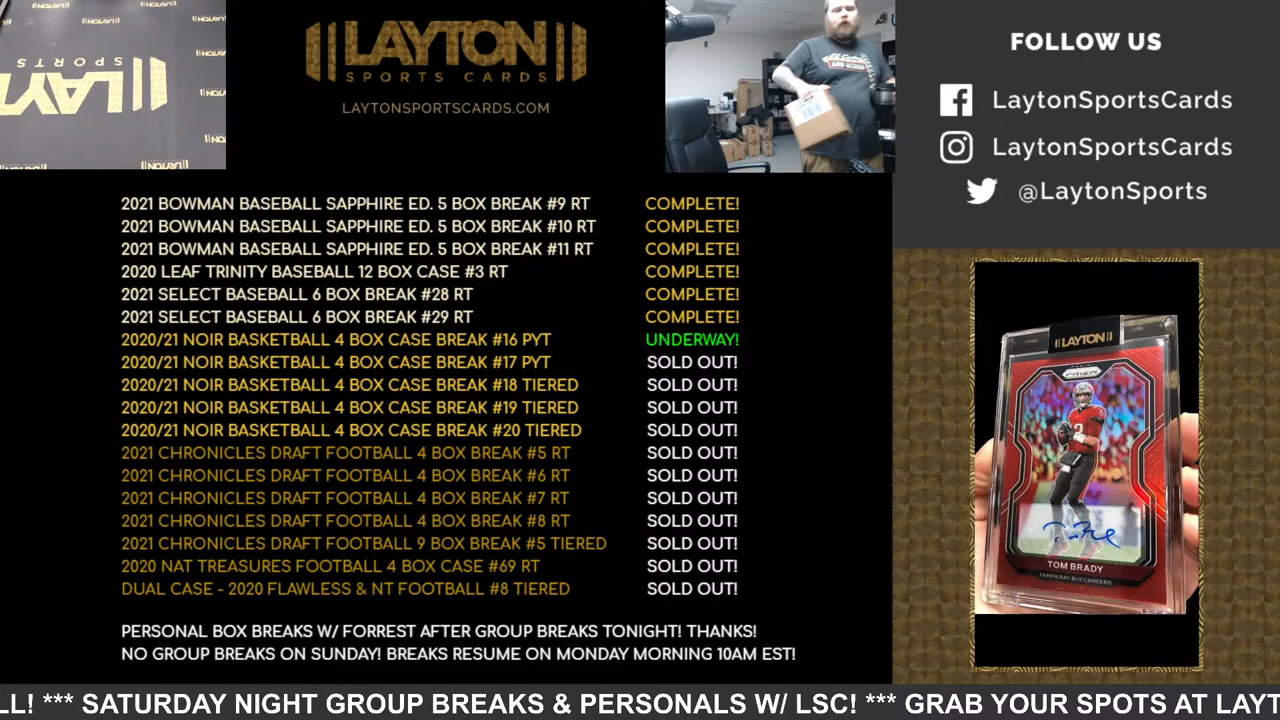 LAYTON
SPORTS CARDS
LAYTONSPORTSCARDS.COM
FOLLOW US
LaytonSportsCards
LaytonSportsCards
@LaytonSports
2021 BOWMAN BASEBALL SAPPHIRE ED. 5 BOX BREAK #9 RT COMPLETE!
2021 BOWMAN BASEBALL SAPPHIRE ED. 5 BOX BREAK #10 RT COMPLETE!
2021 BOWMAN BASEBALL SAPPHIRE ED. 5 BOX BREAK #11 RT COMPLETE!
2020 LEAF TRINITY BASEBALL 12 BOX CASE #3 RT COMPLETE!
2021 SELECT BASEBALL 6 BOX BREAK #28 RT COMPLETE!
2021 SELECT BASEBALL 6 BOX BREAK #29 RT COMPLETE!
2020/21 NOIR BASKETBALL 4 BOX CASE BREAK #16 PYT UNDERWAY!
2020/21 NOIR BASKETBALL 4 BOX CASE BREAK #17 PYT SOLD OUT!
2020/21 NOIR BASKETBALL 4 BOX CASE BREAK #18 TIERED SOLD OUT!
2020/21 NOIR BASKETBALL 4 BOX CASE BREAK #19 TIERED SOLD OUT!
2020/21 NOIR BASKETBALL 4 BOX CASE BREAK #20 TIERED SOLD OUT!
2021 CHRONICLES DRAFT FOOTBALL 4 BOX BREAK #5 RT SOLD OUT!
2021 CHRONICLES DRAFT FOOTBALL 4 BOX BREAK #6 RT SOLD OUT!
2021 CHRONICLES DRAFT FOOTBALL 4 BOX BREAK #7 RT SOLD OUT!
2021 CHRONICLES DRAFT FOOTBALL 4 BOX BREAK #8 RT SOLD OUT!
2021 CHRONICLES DRAFT FOOTBALL 9 BOX BREAK #5 TIERED SOLD OUT!
2020 NAT TREASURES FOOTBALL 4 BOX CASE #69 RT SOLD OUT!
DUAL CASE - 2020 FLAWLESS & NT FOOTBALL #8 TIERED SOLD OUT!
PERSONAL BOX BREAKS W/ FORREST AFTER GROUP BREAKS TONIGHT! THANKS!
NO GROUP BREAKS ON SUNDAY! BREAKS RESUME ON MONDAY MORNING 10AM EST!
LAYTON
PRIZM
TOM BRADY
TAMPA BAY BUCCANEERS
LL! *** SATURDAY NIGHT GROUP BREAKS & PERSONALS W/ LSC! *** GRAB YOUR SPOTS AT LAYT